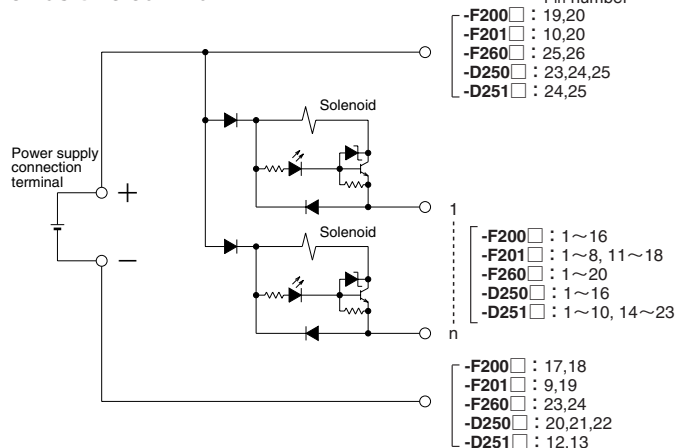 -F200□ : 19,20
-F201□ : 10,20
-F260□ : 25,26
-D250□ : 23,24,25
-D251□ : 24,25
Solenoid
Power supply
connection
terminal
+
−
1
Solenoid
n
-F200□ : 1～16
-F201□ : 1～8, 11～18
-F260□ : 1～20
-D250□ : 1～16
-D251□ : 1～10, 14～23
-F200□ : 17,18
-F201□ : 9,19
-F260□ : 23,24
-D250□ : 20,21,22
-D251□ : 12,13